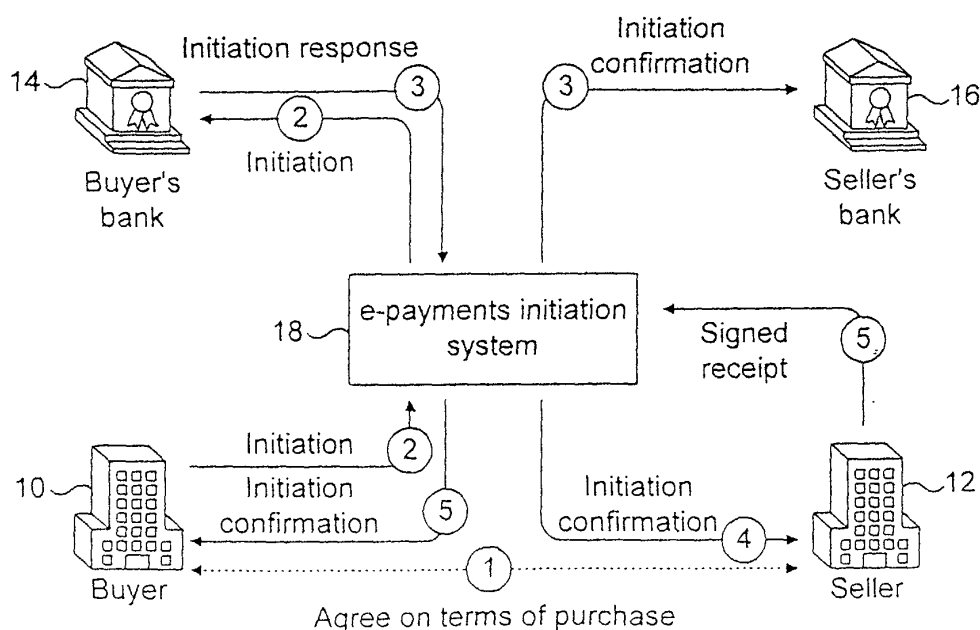 Initiation response
3
14
2
Initiation
Buyer's
bank
Initiation
confirmation
3
16
Seller's
bank
18
e-payments initiation
system
Signed
receipt
5
10
Initiation
2
Initiation
confirmation
5
Buyer
Initiation
confirmation
4
12
Seller
1
Agree on terms of purchase